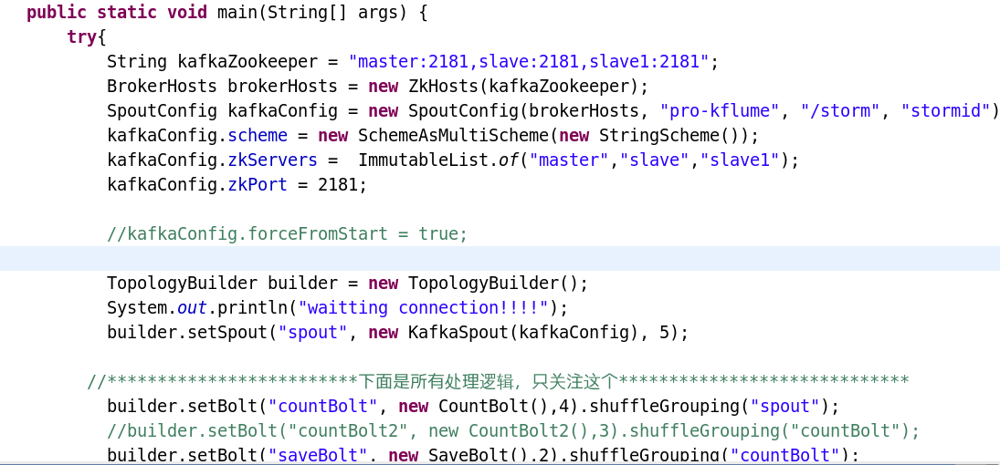 public static void main(String[] args) {
try{
String kafkaZookeeper = "master:2181,slave:2181,slave1:2181";
BrokerHosts brokerHosts = new ZkHosts(kafkaZookeeper);
SpoutConfig kafkaConfig = new SpoutConfig(brokerHosts, "pro-kflume", "/storm", "stormid")
kafkaConfig.scheme = new SchemeAsMultiScheme(new StringScheme());
kafkaConfig.zkServers =  ImmutableList.of("master","slave","slave1");
kafkaConfig.zkPort = 2181;
//kafkaConfig.forceFromStart = true;
TopologyBuilder builder = new TopologyBuilder();
System.out.println("waitting connection!!!!");
builder.setSpout("spout", new KafkaSpout(kafkaConfig), 5);
//*************************下面是所有处理逻辑，只关注这个*****************************
builder.setBolt("countBolt", new CountBolt(),4).shuffleGrouping("spout");
//builder.setBolt("countBolt2", new CountBolt2(),3).shuffleGrouping("countBolt");
builder.setBolt("saveBolt", new SaveBolt(),2).shuffleGrouping("countBolt");